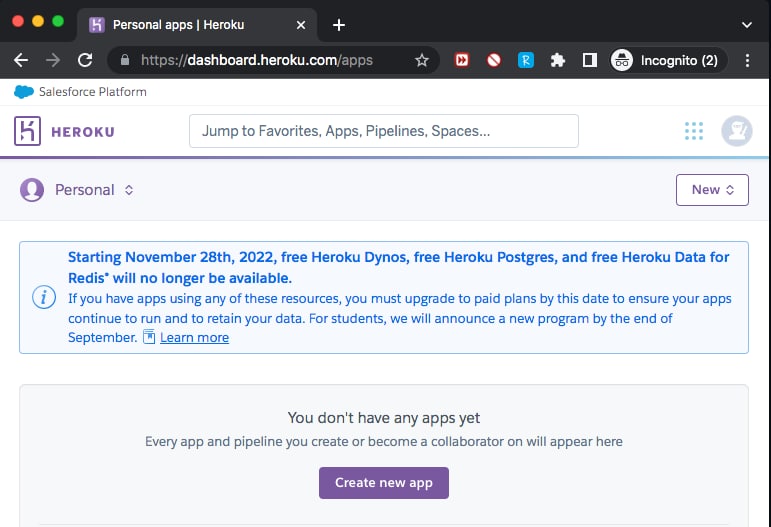 Personal apps | Heroku
https://dashboard.heroku.com/apps
Incognito (2)
Salesforce Platform
HEROKU
Jump to Favorites, Apps, Pipelines, Spaces...
Personal
New
Starting November 28th, 2022, free Heroku Dynos, free Heroku Postgres, and free Heroku Data for
Redis® will no longer be available.
If you have apps using any of these resources, you must upgrade to paid plans by this date to ensure your apps
continue to run and to retain your data. For students, we will announce a new program by the end of
September. Learn more
You don't have any apps yet
Every app and pipeline you create or become a collaborator on will appear here
Create new app